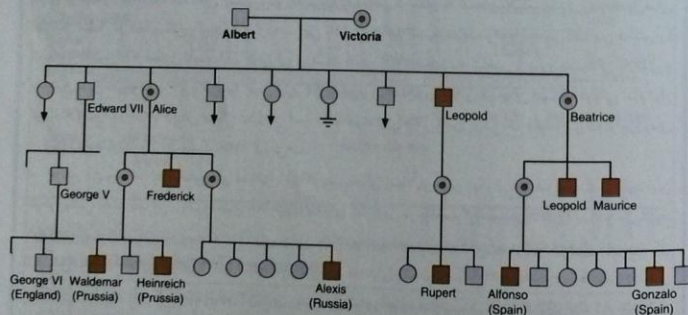 Albert
Victoria
Edward VII
Alice
Leopold
Beatrice
George V
Frederick
Leopold
Maurice
George VI
(England)
Waldemar
(Prussia)
Heinreich
(Prussia)
Alexis
(Russia)
Rupert
Alfonso
(Spain)
Gonzalo
(Spain)